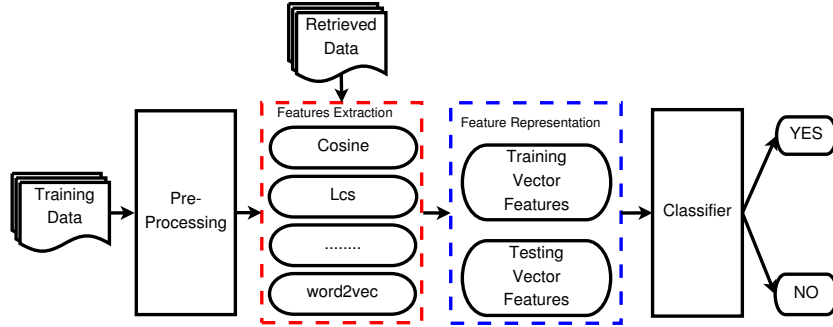 Retrieved
Data
Training
Data
Pre-
Processing
Features Extraction
Cosine
Lcs
........
word2vec
Feature Representation
Training
Vector
Features
Testing
Vector
Features
Classifier
YES
NO